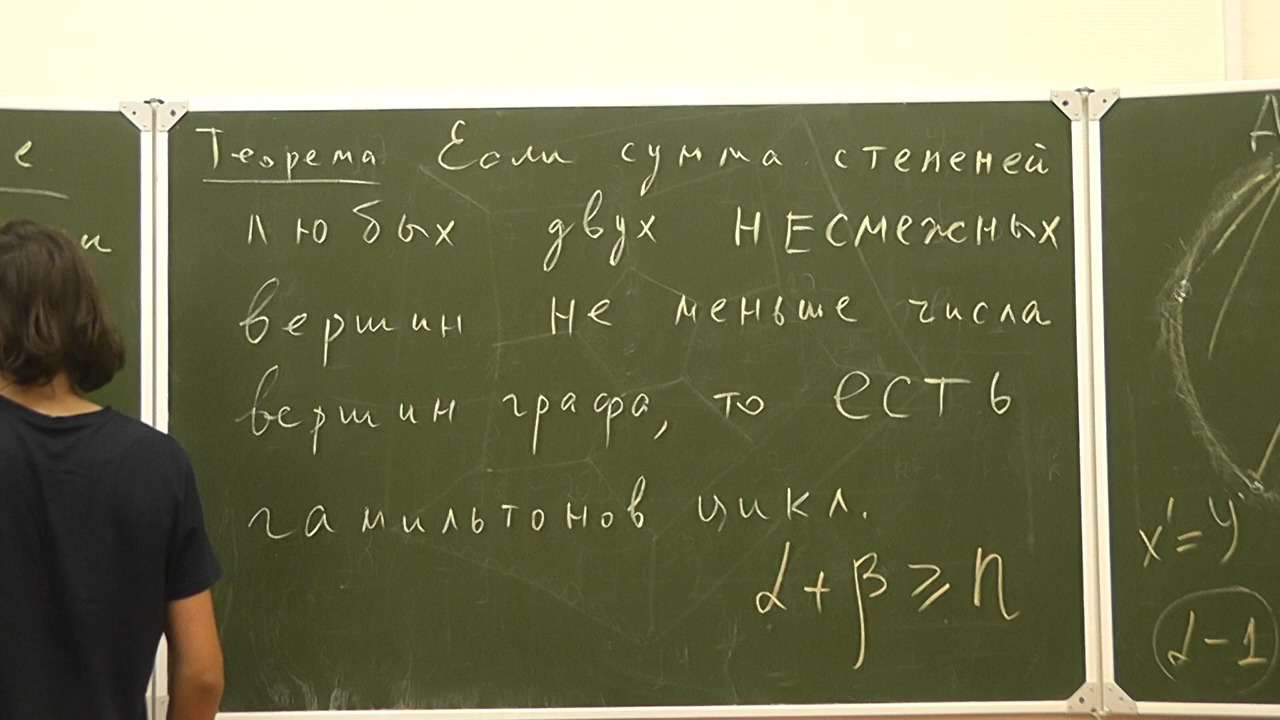 е
и
Теорема Если сумма степеней
любых двух НЕСмежных
вершин не меньше числа
вершин графа, то есть
гамильтонов цикл.
α + β ⩾ n
A
x' = y'
α - 1